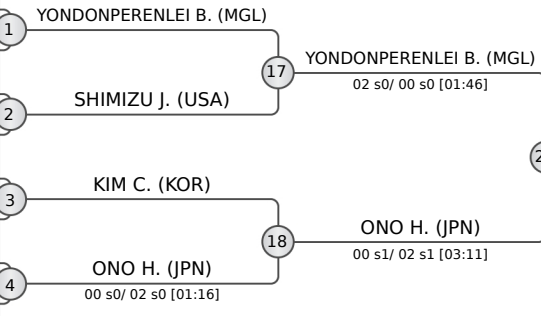 YONDONPERENLEI B. (MGL)
1
17
YONDONPERENLEI B. (MGL)
02 s0/ 00 s0 [01:46]
SHIMIZU J. (USA)
2
KIM C. (KOR)
3
18
ONO H. (JPN)
00 s1/ 02 s1 [03:11]
ONO H. (JPN)
4
00 s0/ 02 s0 [01:16]